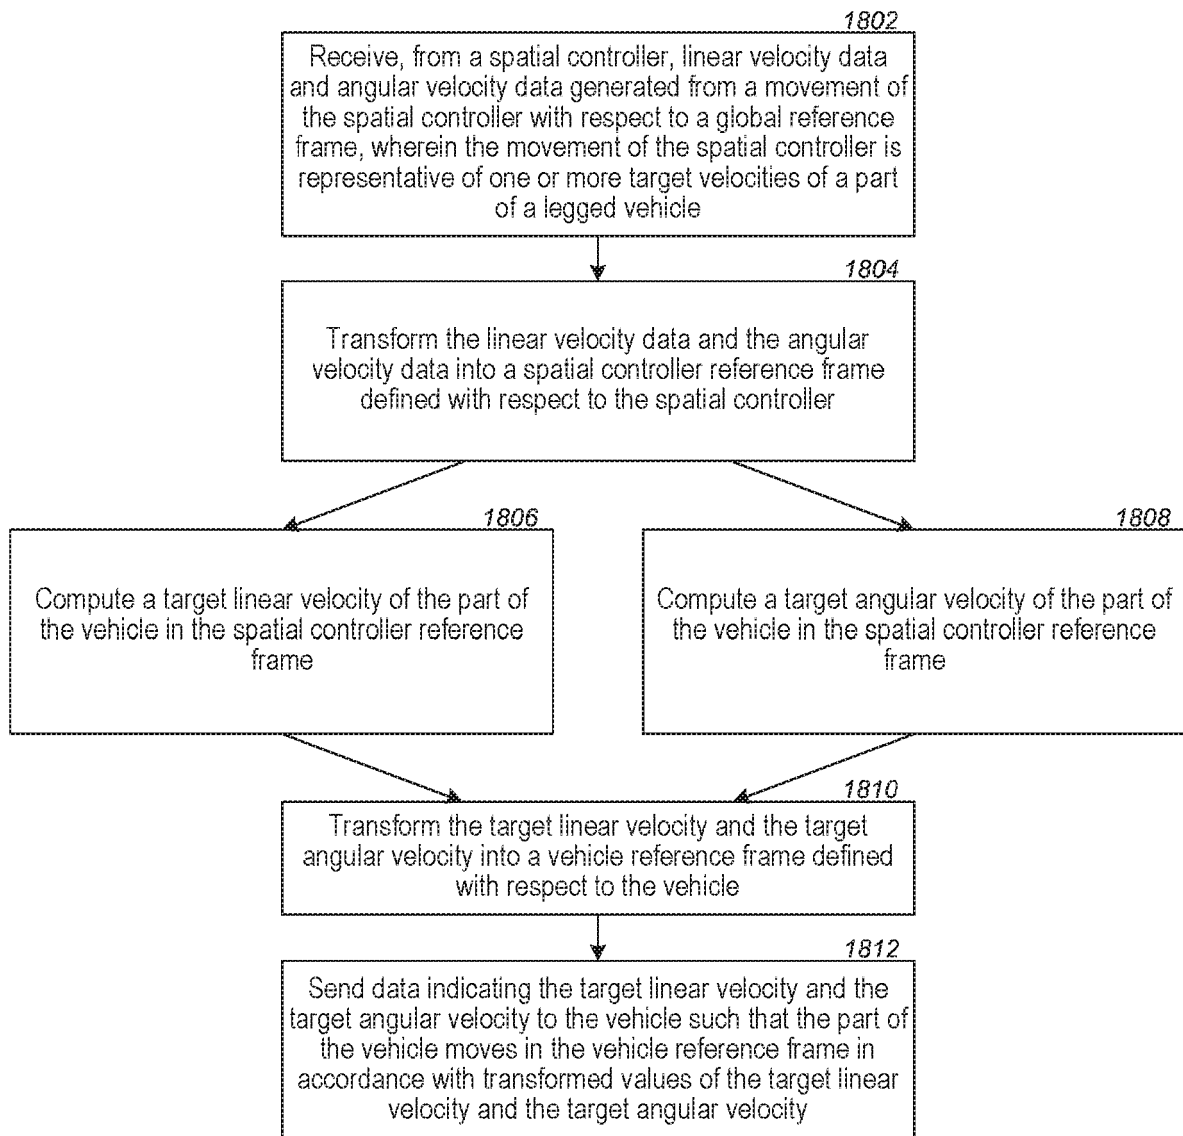 1802
Receive, from a spatial controller, linear velocity data
and angular velocity data generated from a movement of
the spatial controller with respect to a global reference
frame, wherein the movement of the spatial controller is
representative of one or more target velocities of a part
of a legged vehicle
1804
Transform the linear velocity data and the angular
velocity data into a spatial controller reference frame
defined with respect to the spatial controller
1806
Compute a target linear velocity of the part of
the vehicle in the spatial controller reference
frame
1808
Compute a target angular velocity of the part of
the vehicle in the spatial controller reference
frame
1810
Transform the target linear velocity and the target
angular velocity into a vehicle reference frame defined
with respect to the vehicle
1812
Send data indicating the target linear velocity and the
target angular velocity to the vehicle such that the part of
the vehicle moves in the vehicle reference frame in
accordance with transformed values of the target linear
velocity and the target angular velocity